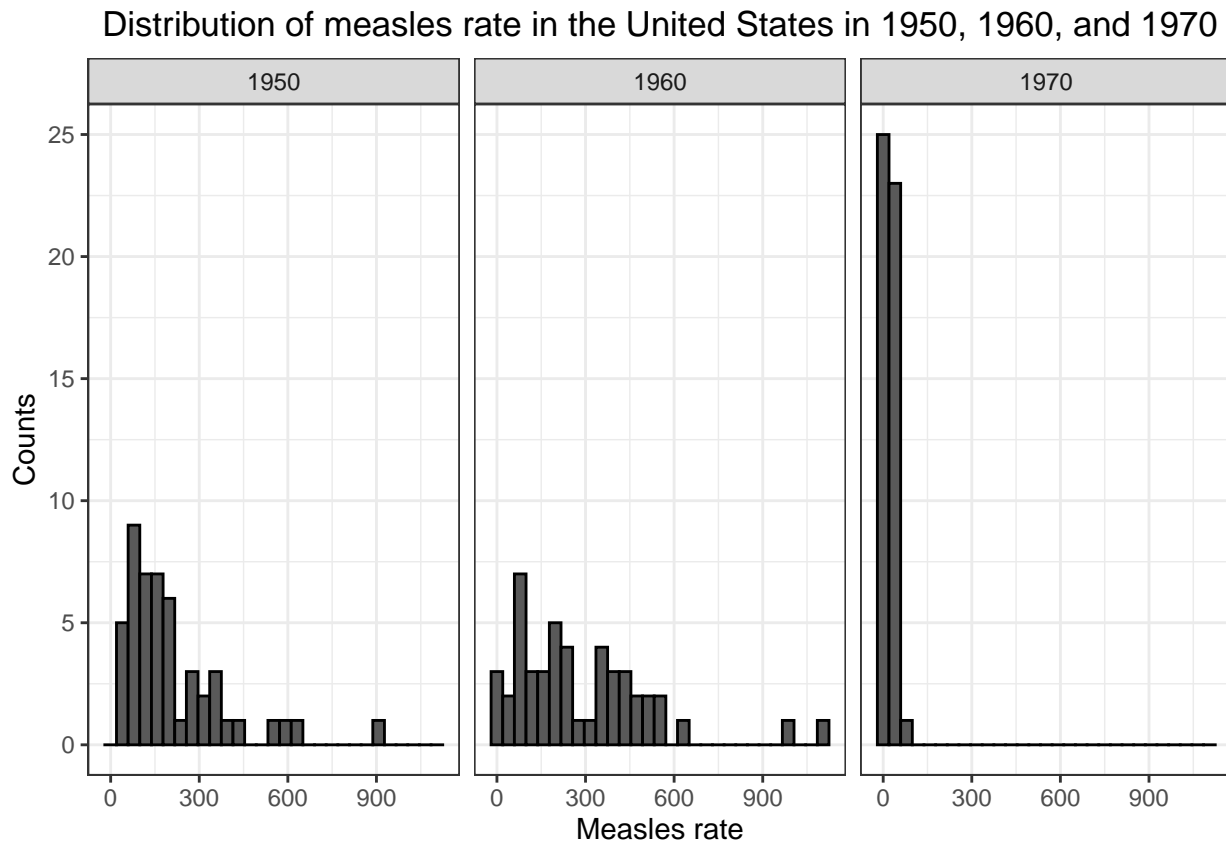 Distribution of measles rate in the United States in 1950, 1960, and 1970
1950
1960
1970
Counts
25
20
15
10
5
0
0 300 600 900
0 300 600 900
0 300 600 900
Measles rate